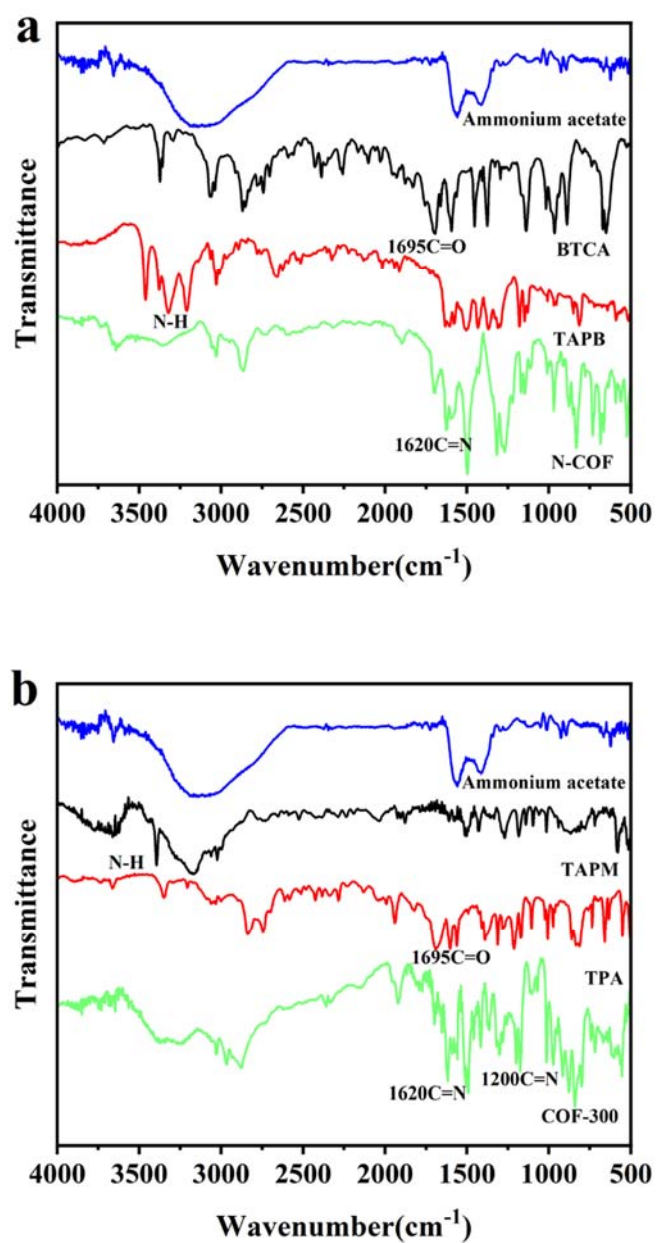 a
Ammonium acetate
1695C=O
BTCA
N-H
TAPB
1620C=N
N-COF
Transmittance
4000 3500 3000 2500 2000 1500 1000 500
Wavenumber(cm⁻¹)
b
Ammonium acetate
N-H
TAPM
1695C=O
TPA
1620C=N
1200C=N
COF-300
Transmittance
4000 3500 3000 2500 2000 1500 1000 500
Wavenumber(cm⁻¹)